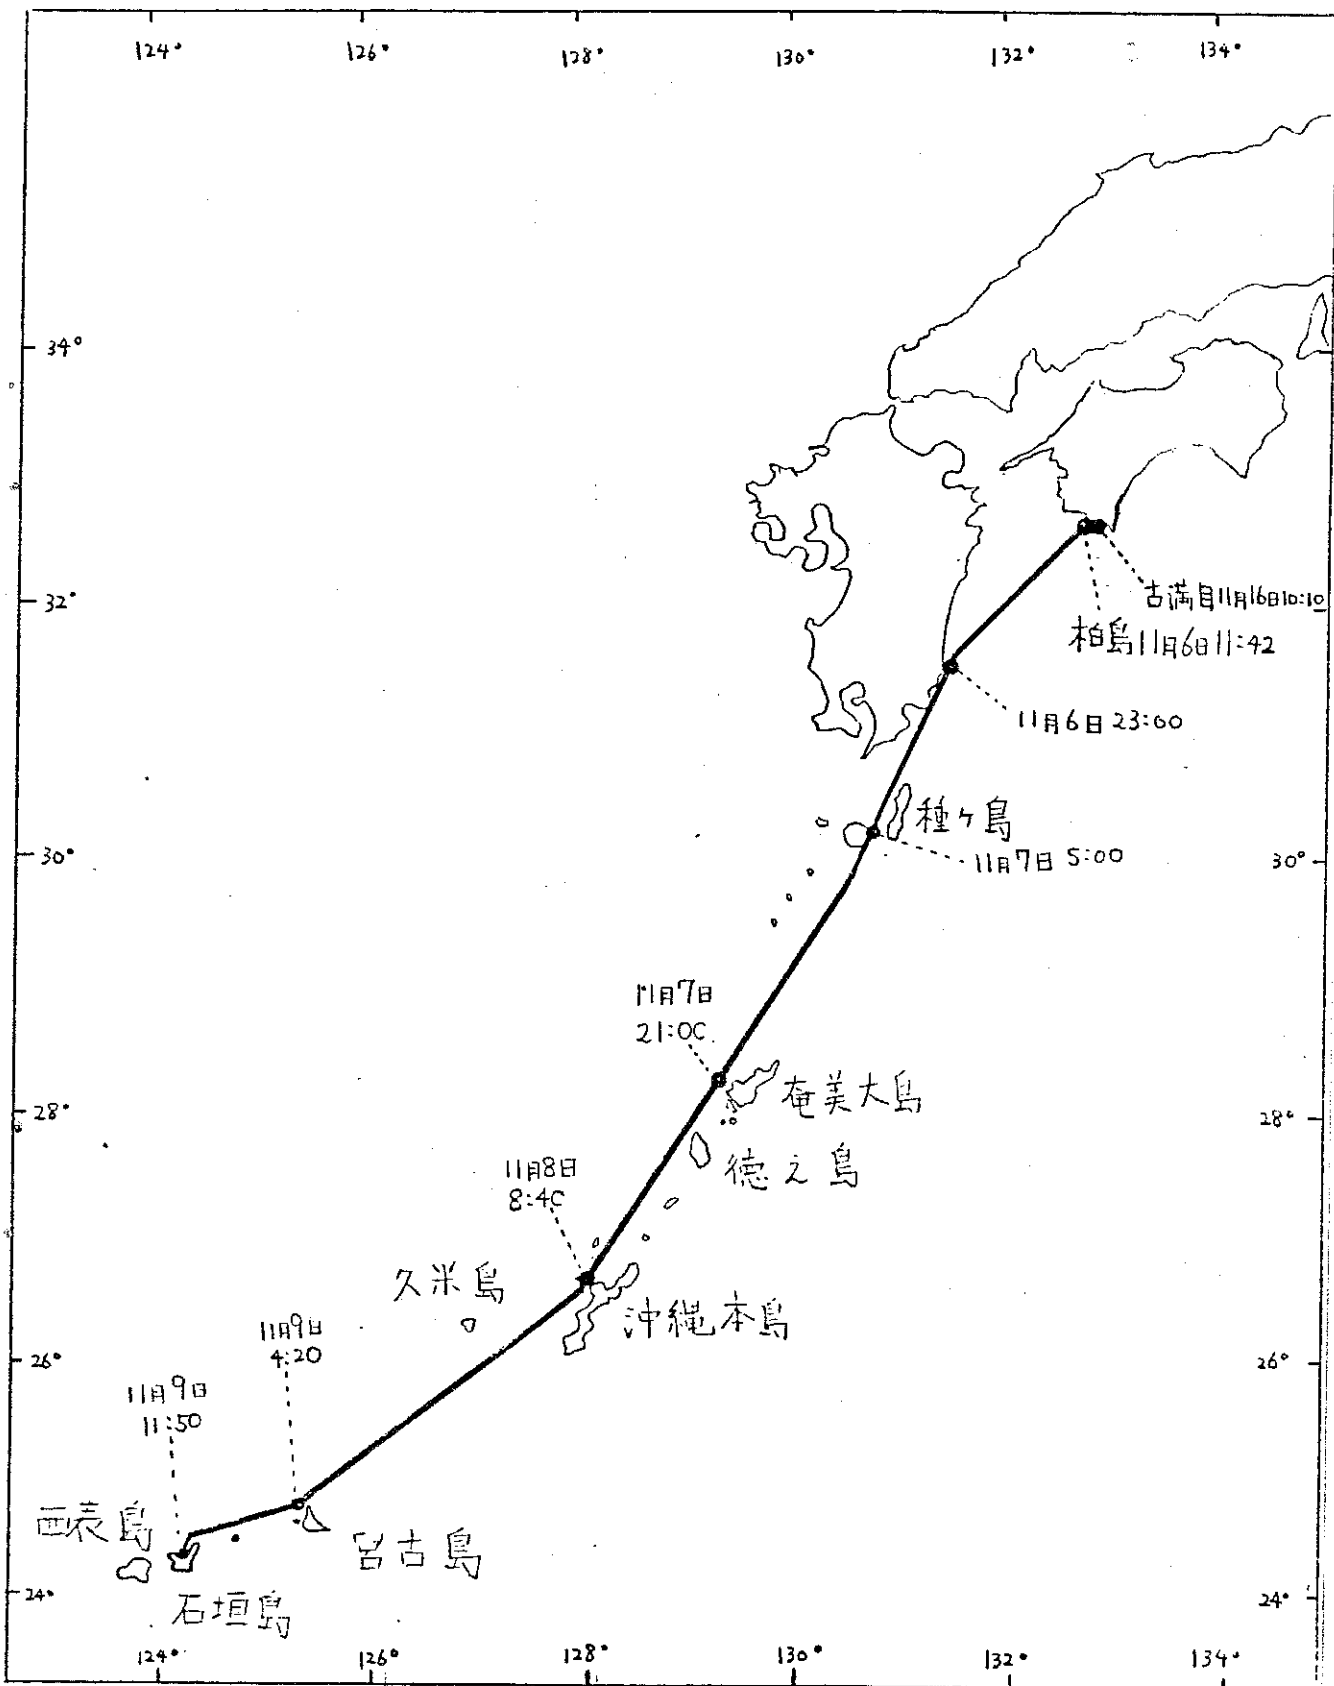 124° 126° 128° 130° 132° 134°
34°
32°
古満目11月16日10:10
柏島11月6日11:42
11月6日23:00
種ヶ島
11月7日 5:00
30° 30°
11月7日
21:00
奄美大島
28° 28°
徳之島
11月8日
8:40
久米島
沖縄本島
11月9日
4:20
26° 26°
11月9日
11:50
西表島
宮古島
石垣島
24° 24°
124° 126° 128° 130° 132° 134°